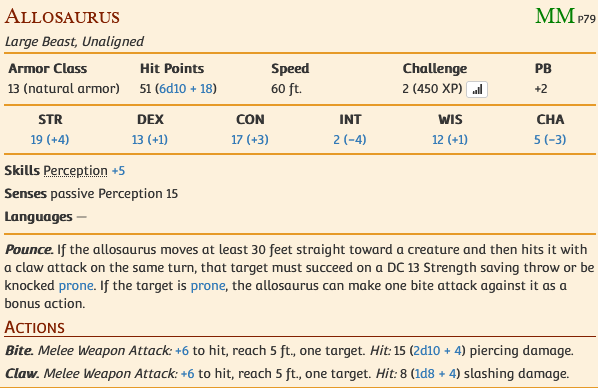 ALLOSAURUS MM P79
Large Beast, Unaligned
Armor Class Hit Points Speed Challenge PB
13 (natural armor) 51 (6d10 + 18) 60 ft. 2 (450 XP) +2
STR DEX CON INT WIS CHA
19 (+4) 13 (+1) 17 (+3) 2 (−4) 12 (+1) 5 (−3)
Skills Perception +5
Senses passive Perception 15
Languages —
Pounce. If the allosaurus moves at least 30 feet straight toward a creature and then hits it with
a claw attack on the same turn, that target must succeed on a DC 13 Strength saving throw or be
knocked prone. If the target is prone, the allosaurus can make one bite attack against it as a
bonus action.
ACTIONS
Bite. Melee Weapon Attack: +6 to hit, reach 5 ft., one target. Hit: 15 (2d10 + 4) piercing damage.
Claw. Melee Weapon Attack: +6 to hit, reach 5 ft., one target. Hit: 8 (1d8 + 4) slashing damage.